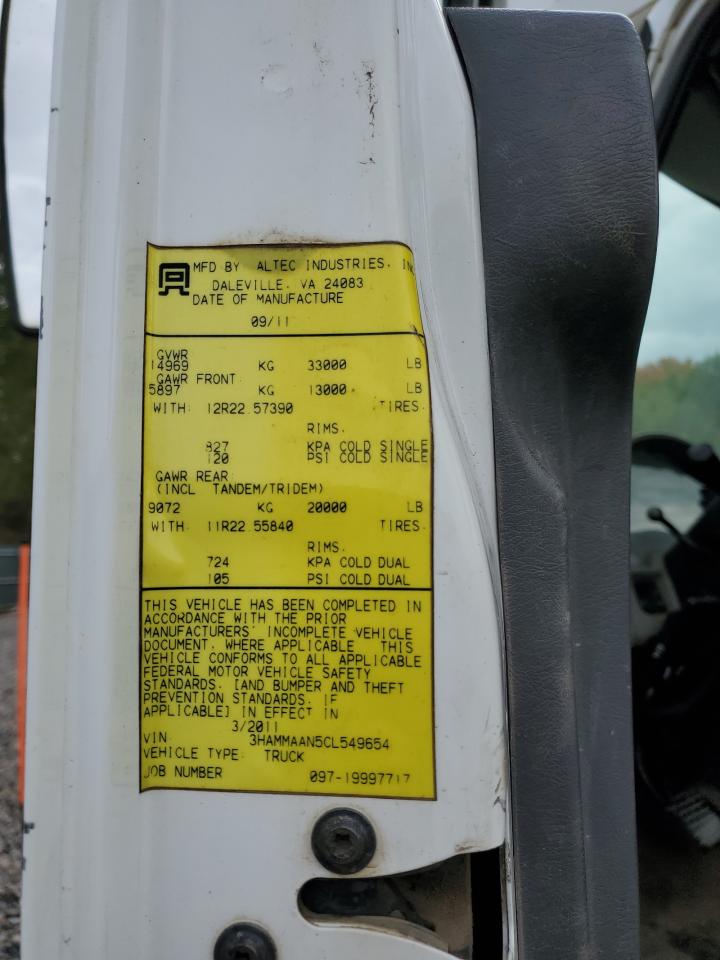 MFD BY ALTEC INDUSTRIES, IN
DALEVILLE, VA 24083
DATE OF MANUFACTURE
09/11
GVWR
14969 KG 33000 LB
GAWR FRONT
5897 KG 13000 LB
WITH: 12R22.57390 TIRES.
RIMS.
827 KPA COLD SINGLE
120 PSI COLD SINGLE
GAWR REAR
(INCL TANDEM/TRIDEM)
9072 KG 20000 LB
WITH: 11R22.55840 TIRES.
RIMS.
724 KPA COLD DUAL
105 PSI COLD DUAL
THIS VEHICLE HAS BEEN COMPLETED IN
ACCORDANCE WITH THE PRIOR
MANUFACTURERS' INCOMPLETE VEHICLE
DOCUMENT, WHERE APPLICABLE. THIS
VEHICLE CONFORMS TO ALL APPLICABLE
FEDERAL MOTOR VEHICLE SAFETY
STANDARDS, [AND BUMPER AND THEFT
PREVENTION STANDARDS, IF
APPLICABLE] IN EFFECT IN
3/2011
VIN: 3HAMMAAN5CL549654
VEHICLE TYPE: TRUCK
JOB NUMBER 097-19997717